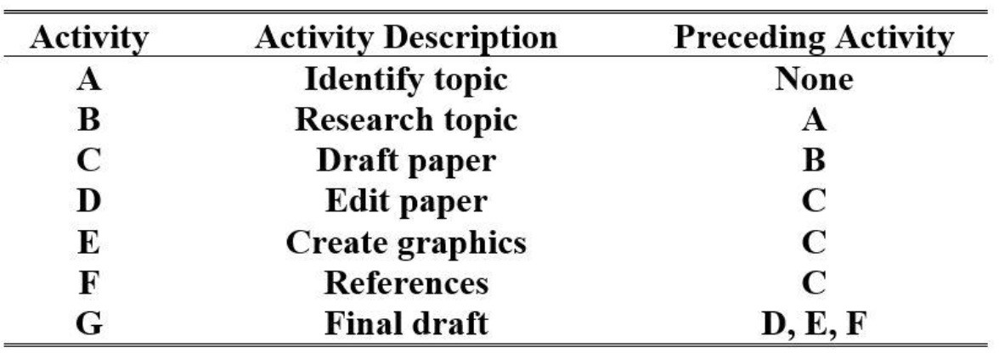 Activity Activity Description Preceding Activity
A Identify topic None
B Research topic A
C Draft paper B
D Edit paper C
E Create graphics C
F References C
G Final draft D, E, F